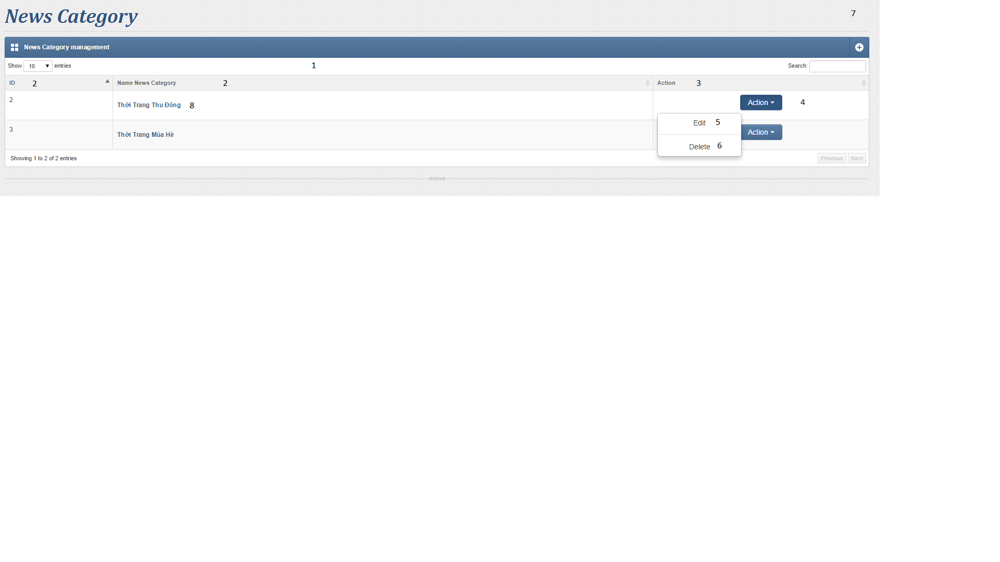 News Category 7
News Category management
Show 10 entries 1 Search:
ID 2 Name News Category 2 Action 3
2 Thời Trang Thu Đông 8 Action 4
Edit 5
3 Thời Trang Mùa Hè Action
Delete 6
Showing 1 to 2 of 2 entries Previous Next